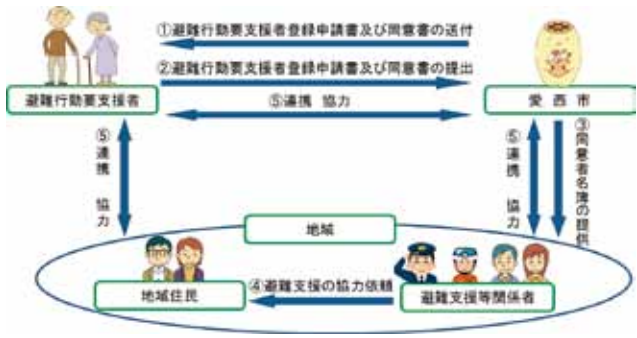 ①避難行動要支援者登録申請書及び同意書の送付
②避難行動要支援者登録申請書及び同意書の提出
避難行動要支援者
⑤連携 協力
愛西市
⑤連携 協力
⑤連携 協力
③同意者名簿の提供
地域
地域住民
④避難支援の協力依頼
避難支援等関係者